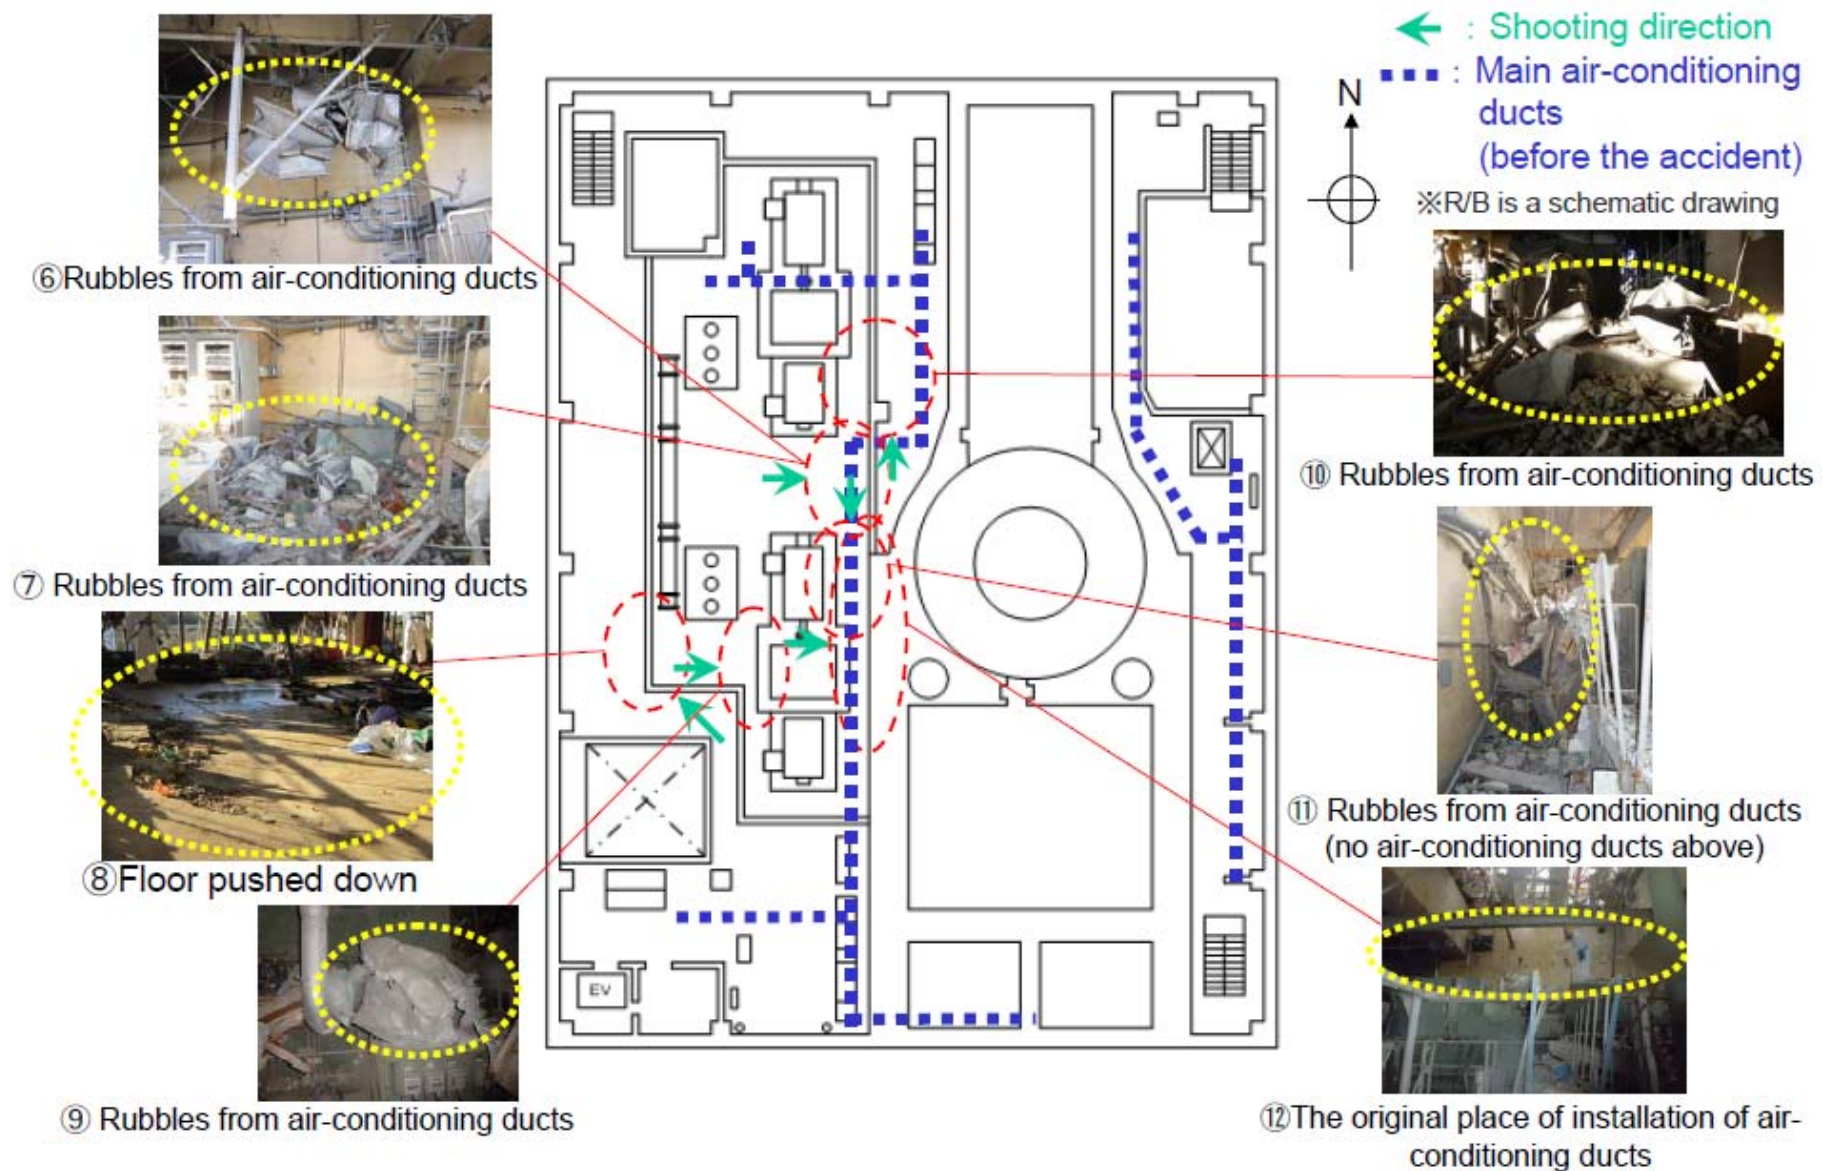 : Shooting direction
: Main air-conditioning
ducts
(before the accident)
N
※R/B is a schematic drawing
⑥Rubbles from air-conditioning ducts
⑦ Rubbles from air-conditioning ducts
⑧Floor pushed down
⑨ Rubbles from air-conditioning ducts
EV
⑩ Rubbles from air-conditioning ducts
⑪ Rubbles from air-conditioning ducts
(no air-conditioning ducts above)
⑫The original place of installation of air-
conditioning ducts